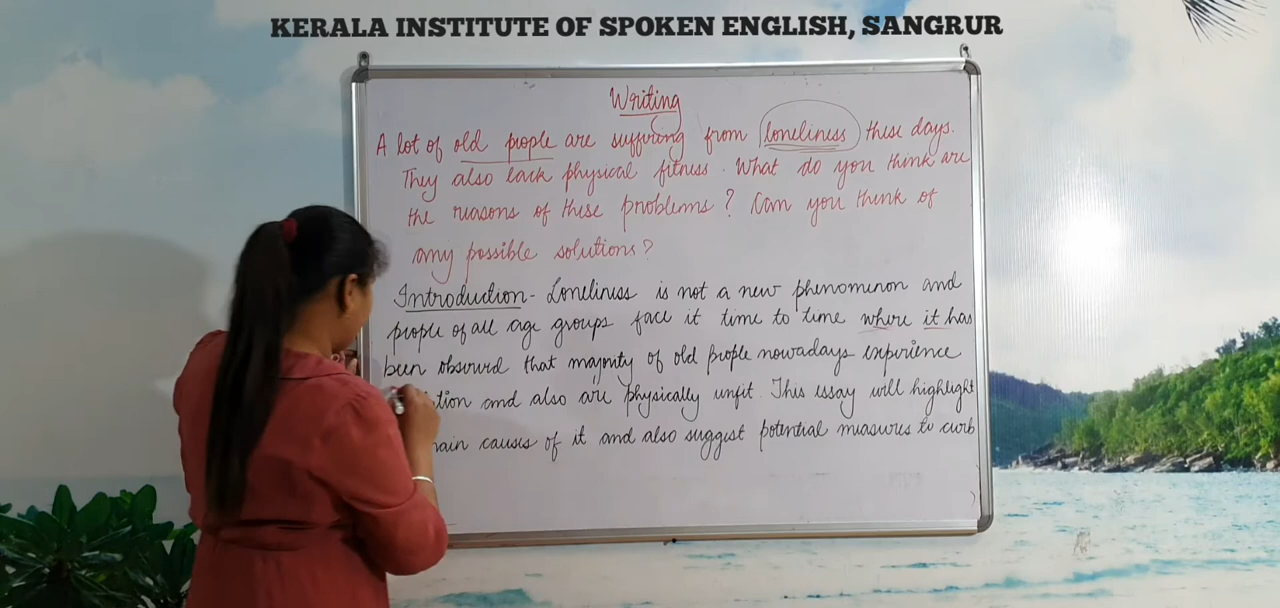 KERALA INSTITUTE OF SPOKEN ENGLISH, SANGRUR
Writing
A lot of old people are suffering from loneliness these days.
They also lack physical fitness. What do you think are
the reasons of these problems? Can you think of
any possible solutions?
Introduction - Loneliness is not a new phenomenon and
people of all age groups face it time to time where it has
been observed that majority of old people nowadays experience
tion and also are physically unfit. This essay will highlight
main causes of it and also suggest potential measures to curb